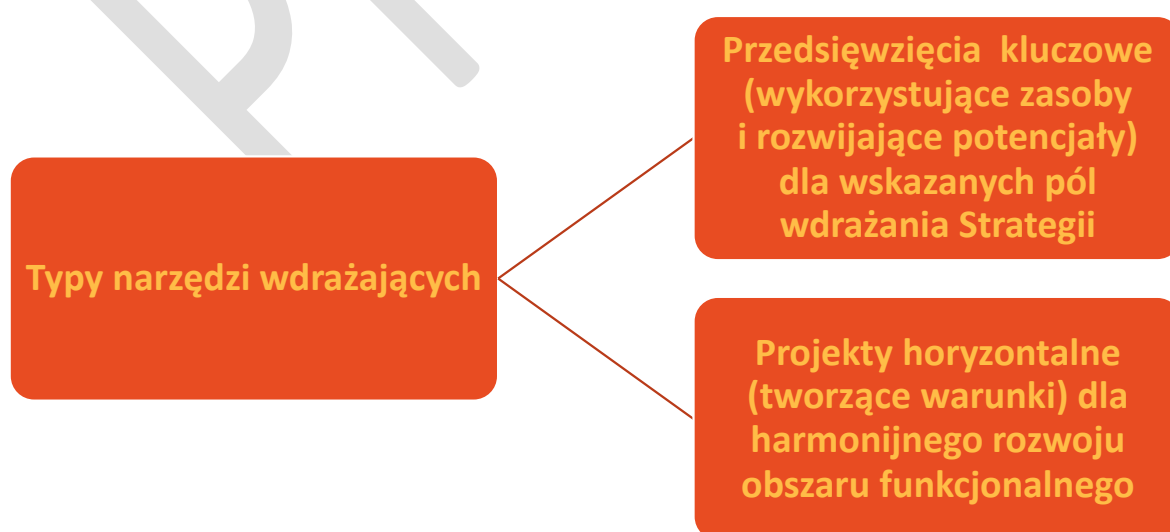 Typy narzędzi wdrażających
Przedsięwzięcia kluczowe
(wykorzystujące zasoby
i rozwijające potencjały)
dla wskazanych pól
wdrażania Strategii
Projekty horyzontalne
(tworzące warunki) dla
harmonijnego rozwoju
obszaru funkcjonalnego